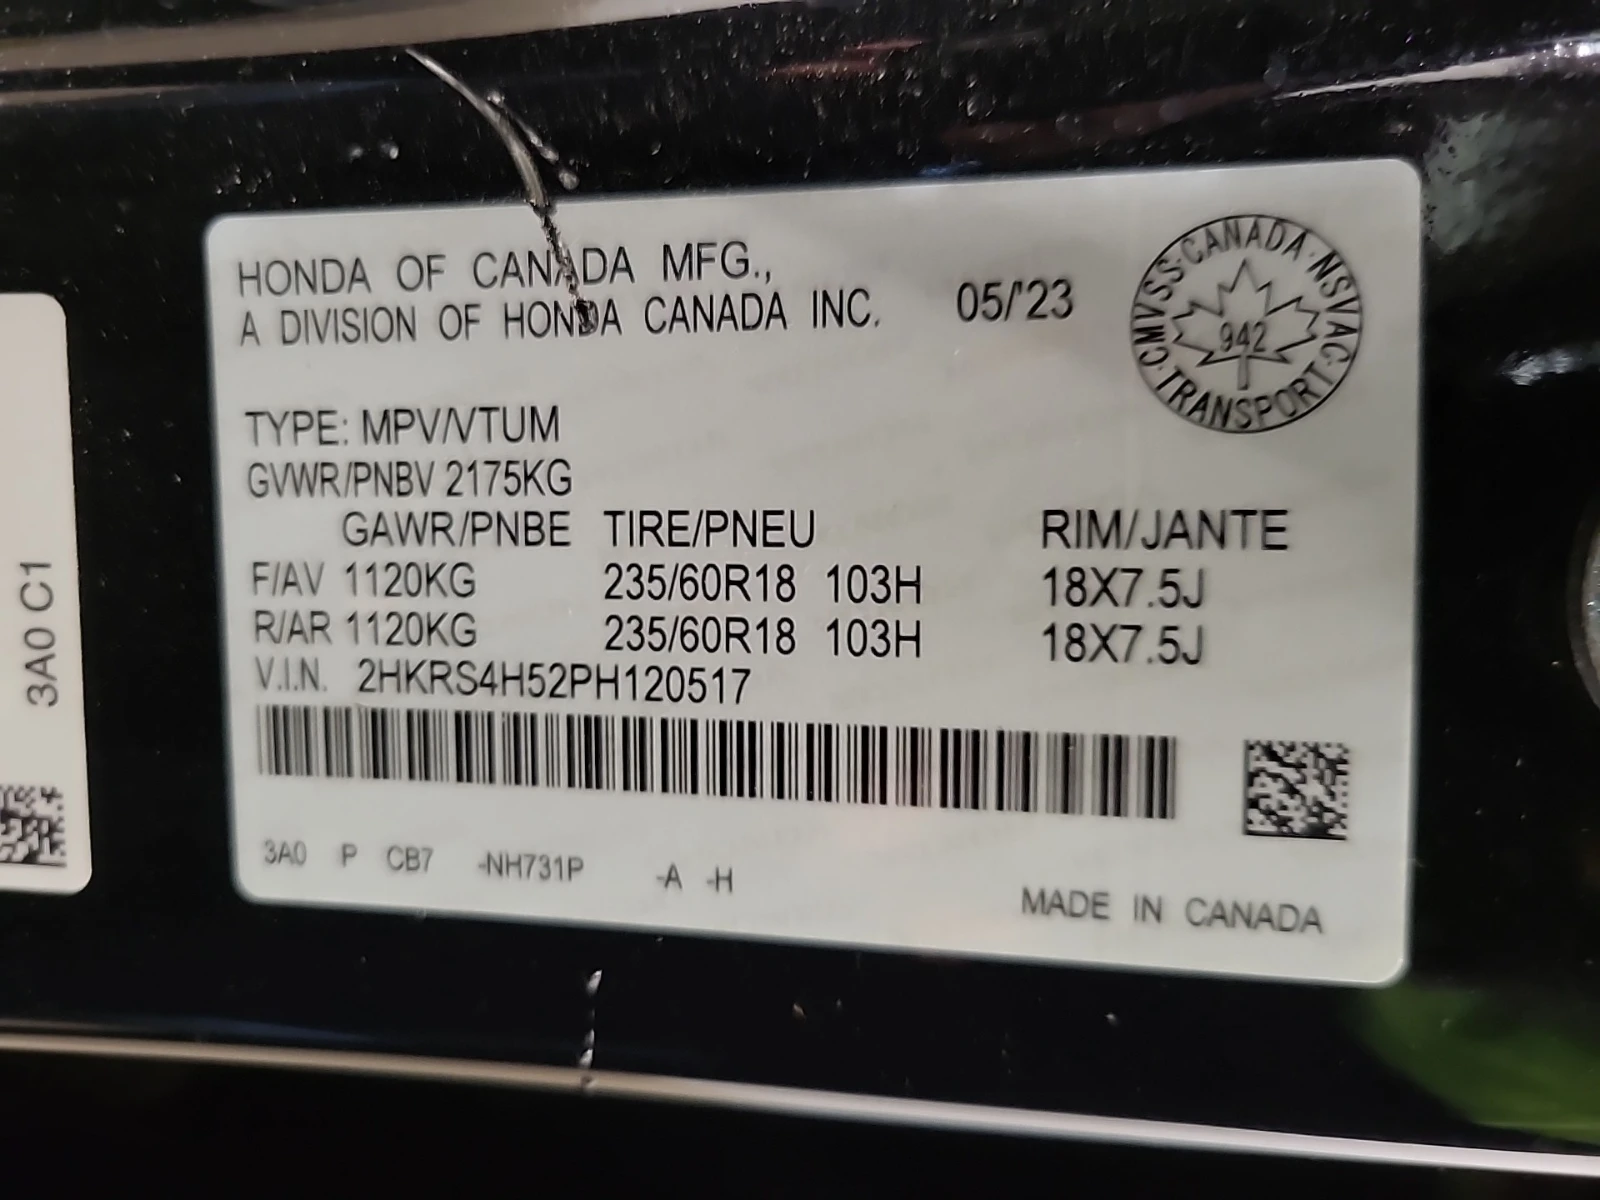 HONDA OF CANADA MFG.,
A DIVISION OF HONDA CANADA INC. 05/'23
CMVSS·CANADA·NSVAC·TRANSPORT·
942
TYPE: MPV/VTUM
GVWR/PNBV 2175KG
GAWR/PNBE TIRE/PNEU RIM/JANTE
F/AV 1120KG 235/60R18 103H 18X7.5J
R/AR 1120KG 235/60R18 103H 18X7.5J
V.I.N. 2HKRS4H52PH120517
3A0 P CB7 -NH731P -A -H
MADE IN CANADA
3A0 C1